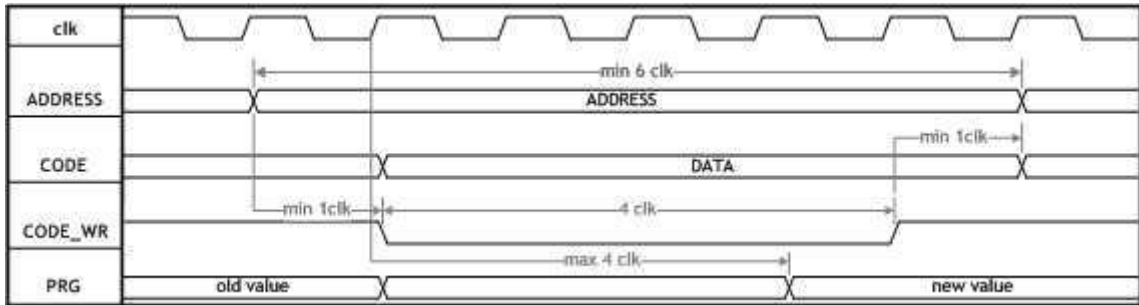 clk
min 6 clk
ADDRESS ADDRESS
min 1clk
CODE DATA
min 1clk 4 clk
CODE_WR
max 4 clk
PRG old value new value